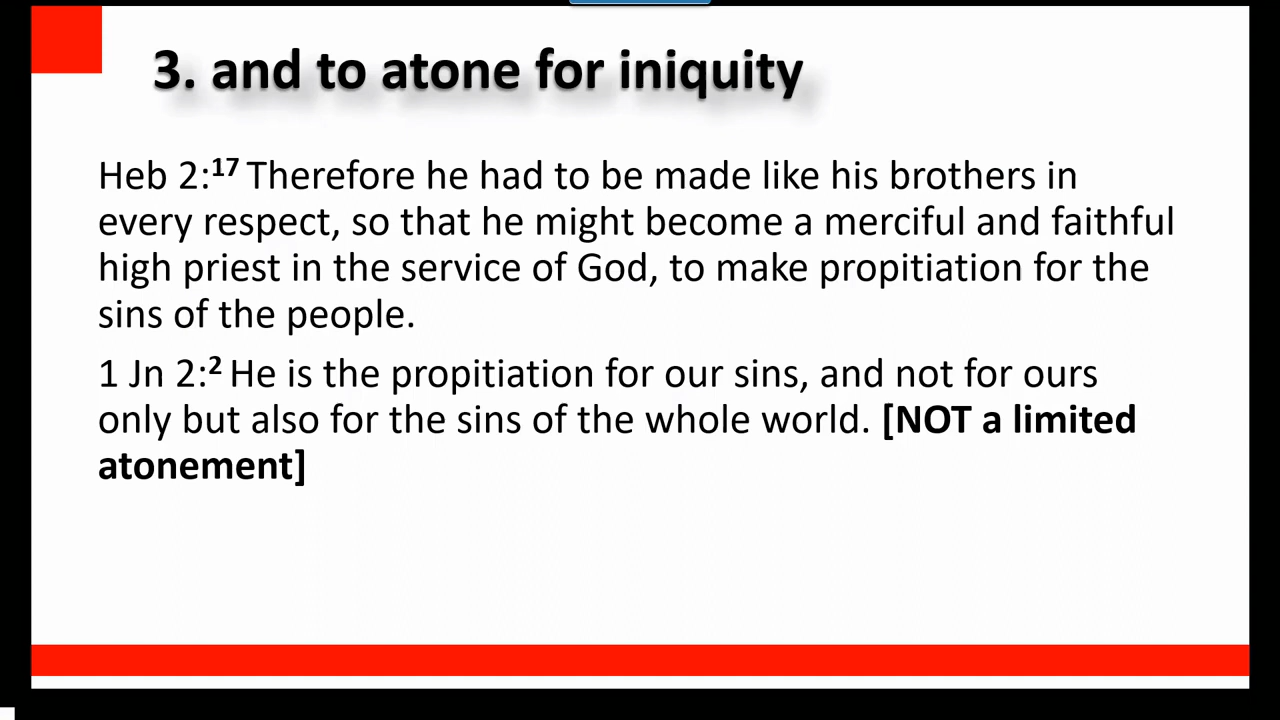 3. and to atone for iniquity
Heb 2:17 Therefore he had to be made like his brothers in
every respect, so that he might become a merciful and faithful
high priest in the service of God, to make propitiation for the
sins of the people.
1 Jn 2:2 He is the propitiation for our sins, and not for ours
only but also for the sins of the whole world. [NOT a limited
atonement]